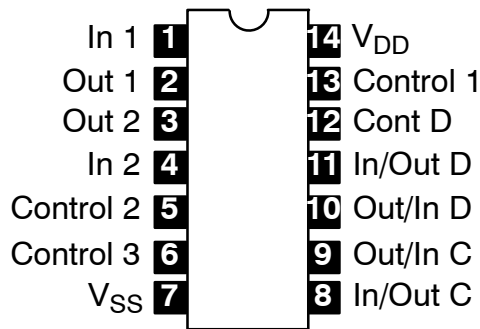 In 1 1 14 VDD
Out 1 2 13 Control 1
Out 2 3 12 Cont D
In 2 4 11 In/Out D
Control 2 5 10 Out/In D
Control 3 6 9 Out/In C
VSS 7 8 In/Out C